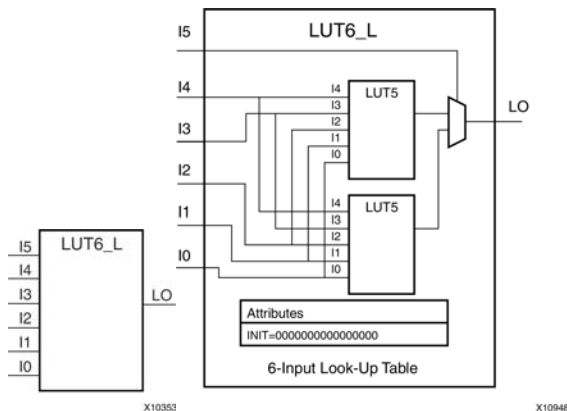 LUT6_L
I5
I4
I3
I2
I1
I0
LO
X10353
LUT6_L
I5
I4
I3
I2
I1
I0
LUT5
I4
I3
I2
I1
I0
LUT5
I4
I3
I2
I1
I0
LO
Attributes
INIT=0000000000000000
6-Input Look-Up Table
X10948